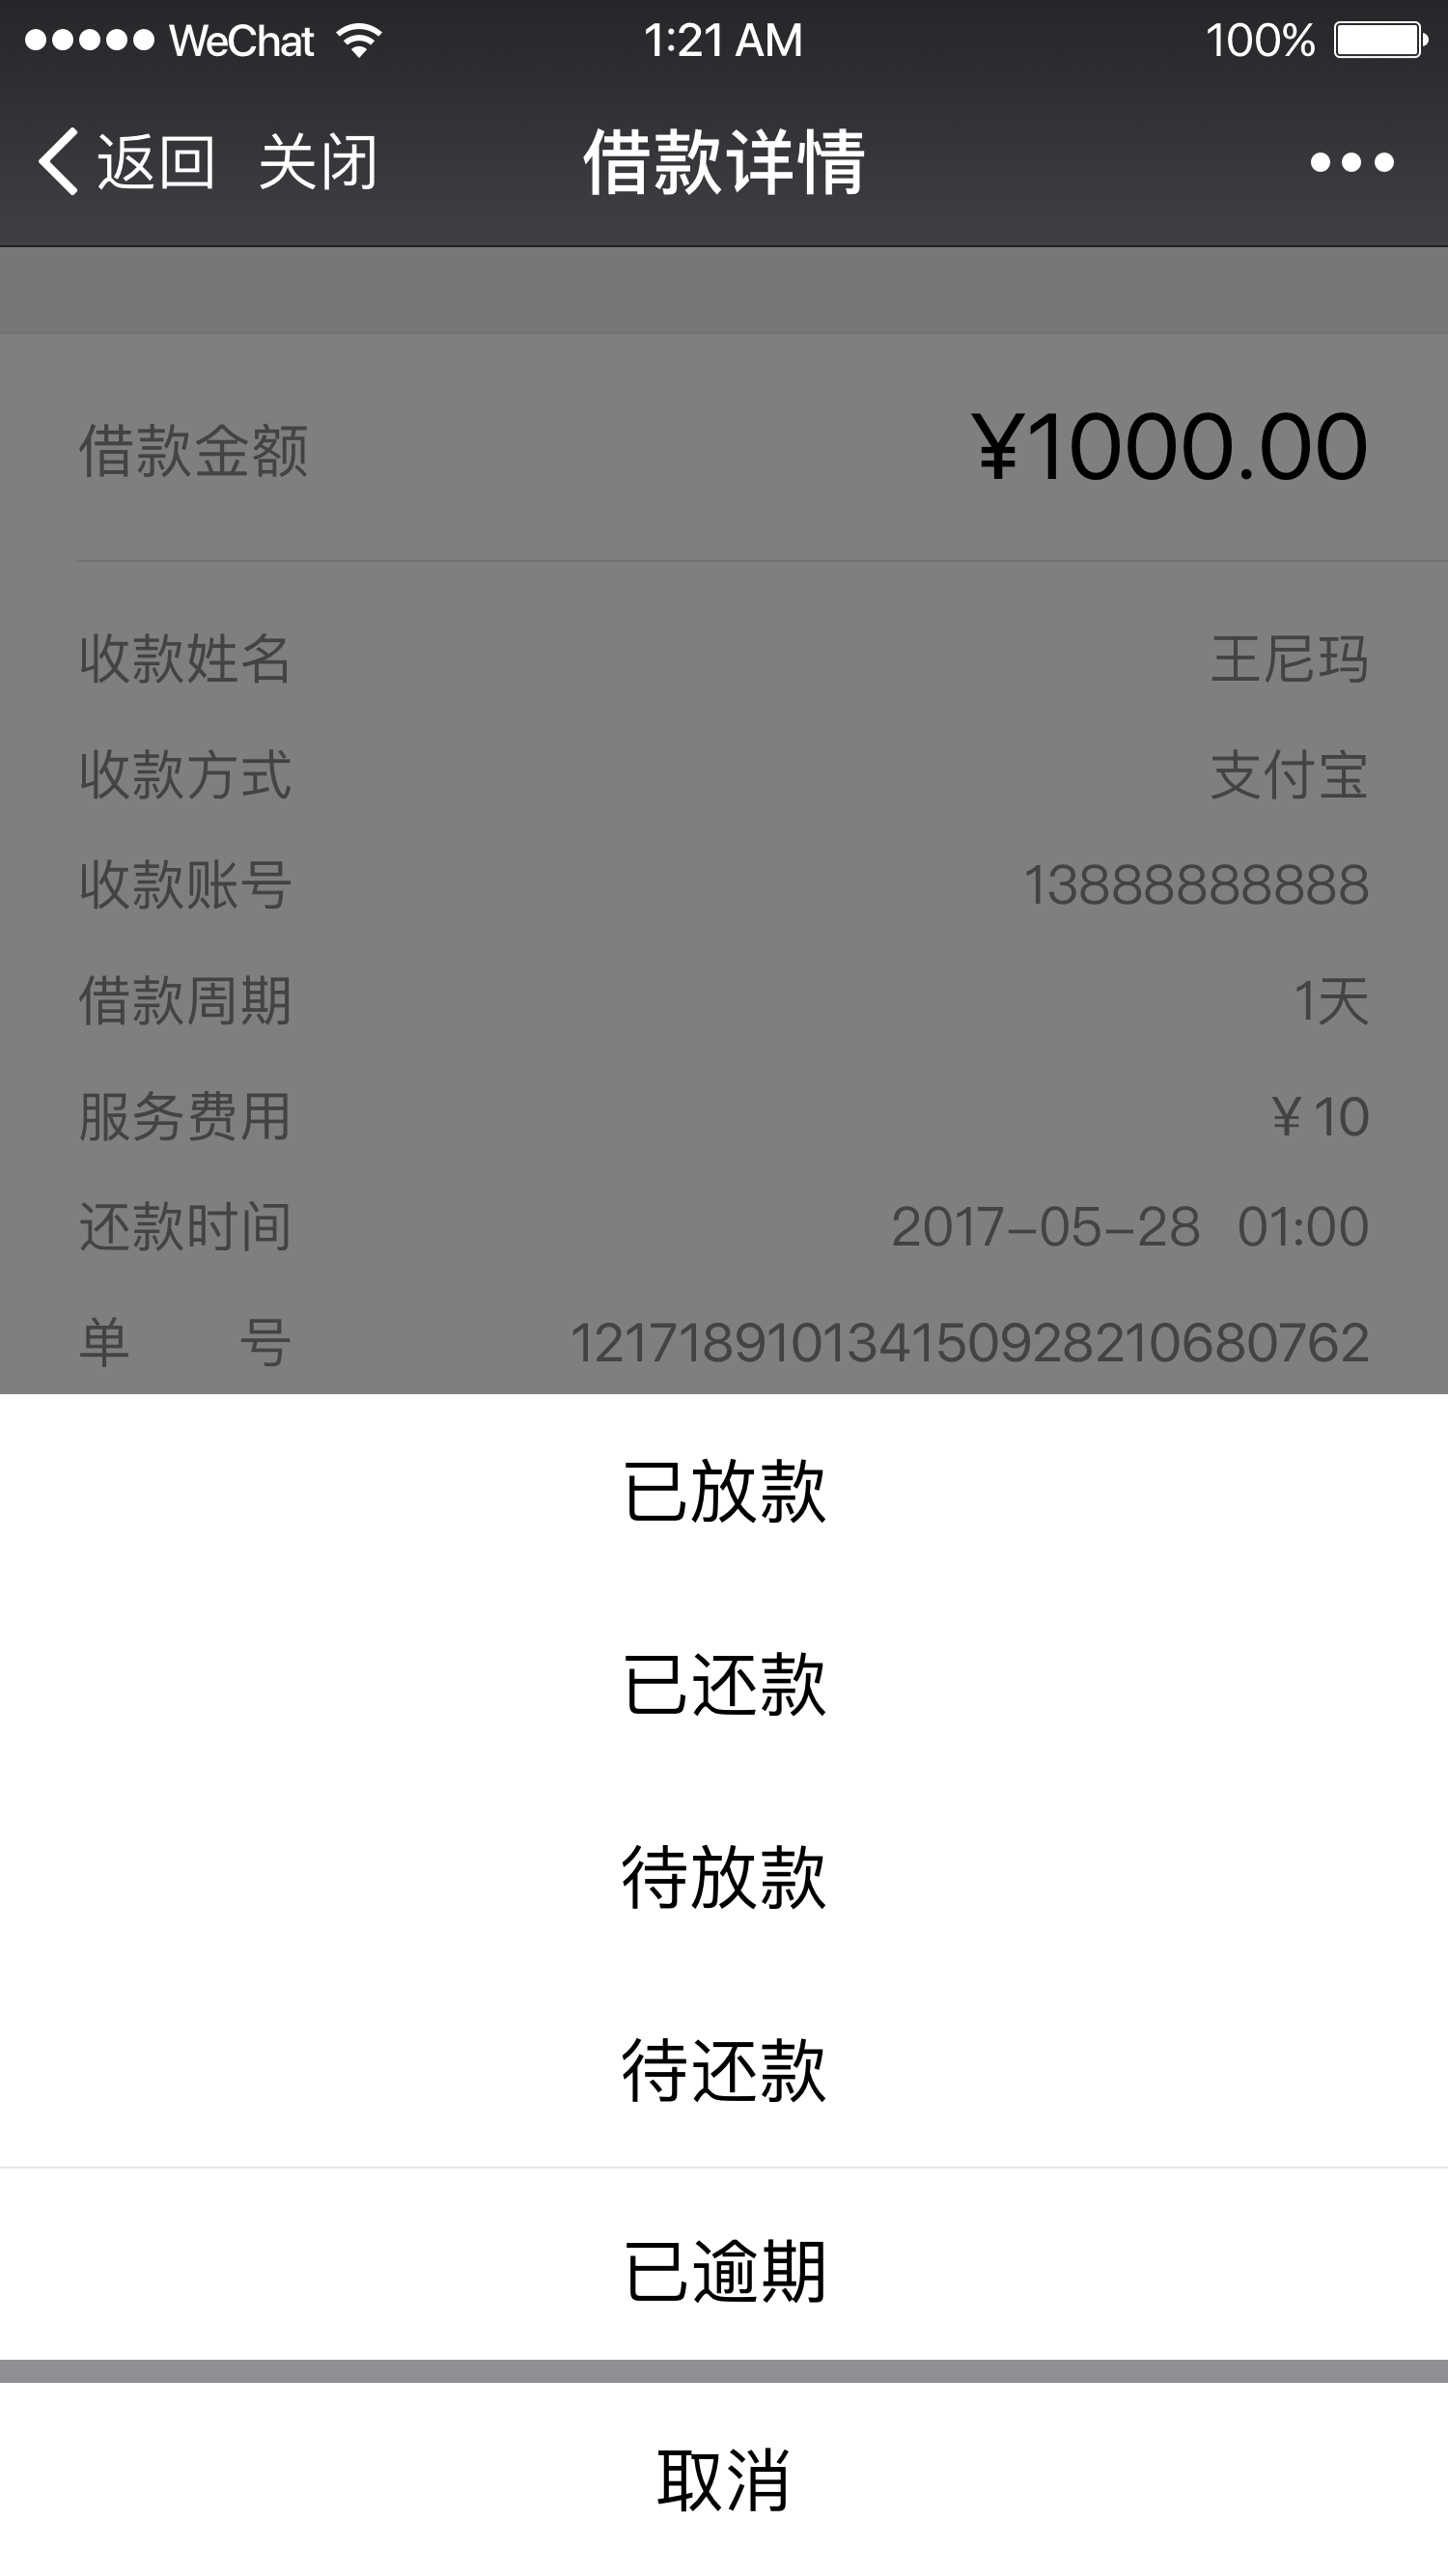 WeChat 1:21 AM 100%
返回 关闭 借款详情
借款金额 ¥1000.00
收款姓名 王尼玛
收款方式 支付宝
收款账号 13888888888
借款周期 1天
服务费用 ¥ 10
还款时间 2017-05-28 01:00
单 号 1217189101341509282106807​62
已放款
已还款
待放款
待还款
已逾期
取消